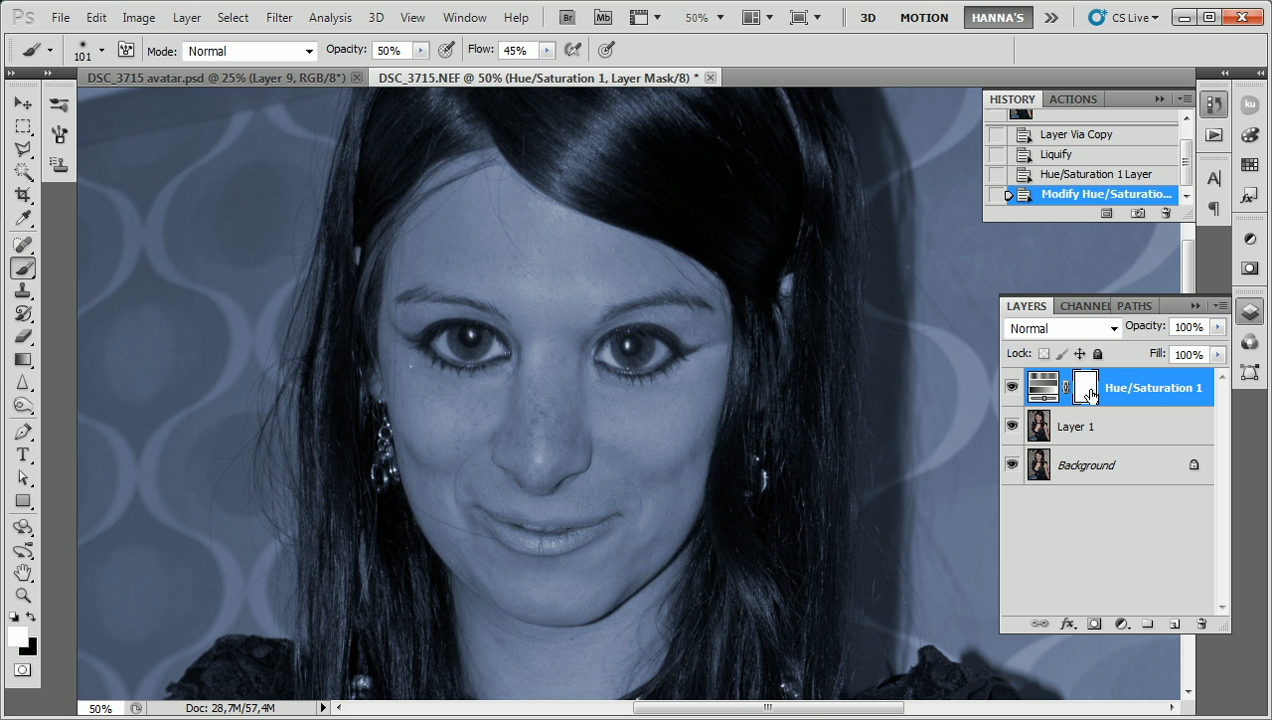 Ps File Edit Image Layer Select Filter Analysis 3D View Window Help Br Mb 50% 3D MOTION HANNA'S CS Live
101 Mode: Normal Opacity: 50% Flow: 45%
DSC_3715 avatar.psd @ 25% (Layer 9, RGB/8*) DSC_3715.NEF @ 50% (Hue/Saturation 1, Layer Mask/8) *
HISTORY ACTIONS
Layer Via Copy
Liquify
Hue/Saturation 1 Layer
Modify Hue/Saturatio...
LAYERS CHANNEL PATHS
Normal Opacity: 100%
Lock: Fill: 100%
Hue/Saturation 1
Layer 1
Background
50% Doc: 28,7M/57,4M
ku